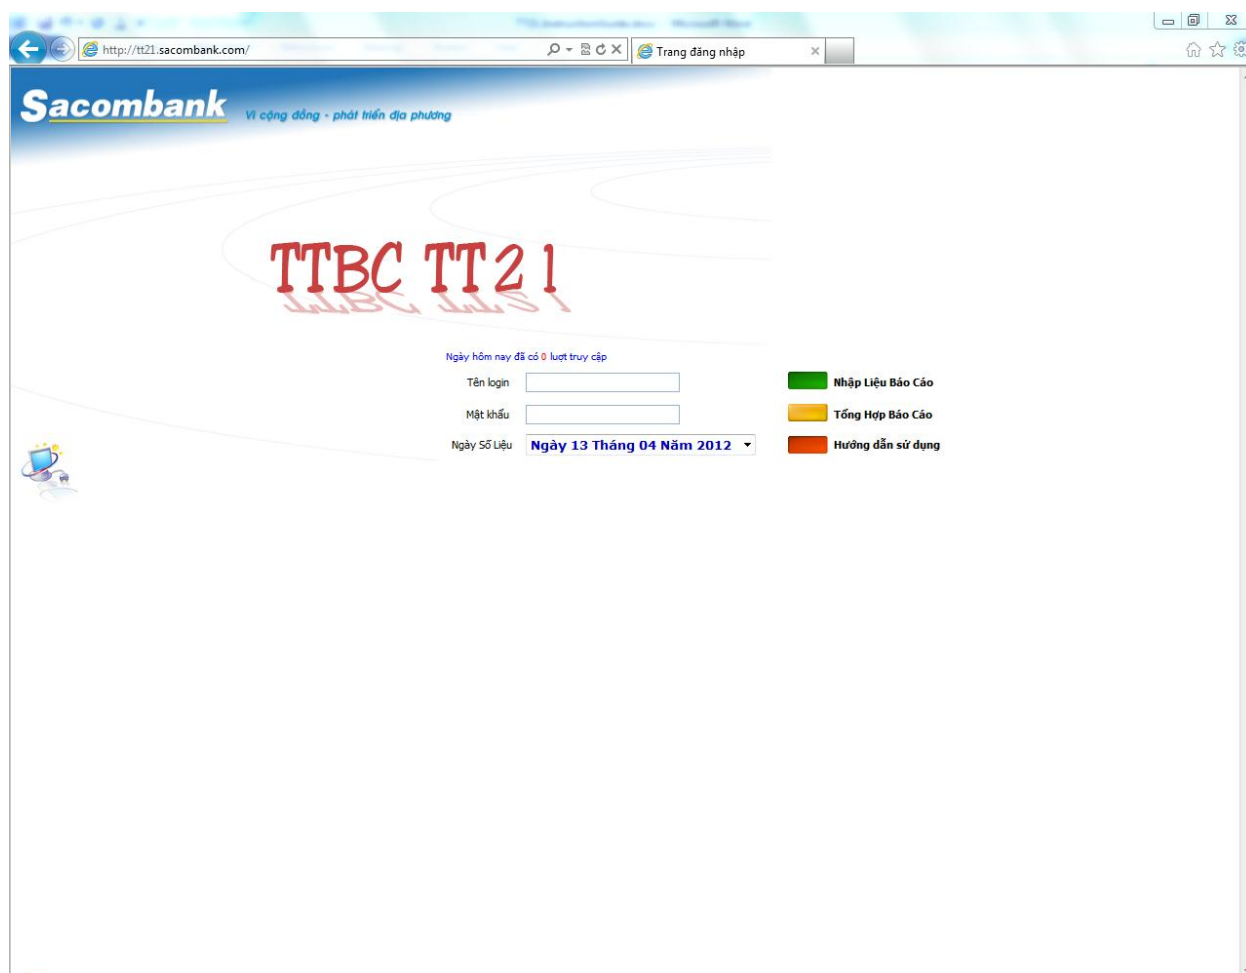 http://tt21.sacombank.com/
Trang đăng nhập
Sacombank Vì cộng đồng - phát triển địa phương
TTBC TT21
Ngày hôm nay đã có 0 lượt truy cập
Tên login
Nhập Liệu Báo Cáo
Mật khẩu
Tổng Hợp Báo Cáo
Ngày Số Liệu Ngày 13 Tháng 04 Năm 2012
Hướng dẫn sử dụng